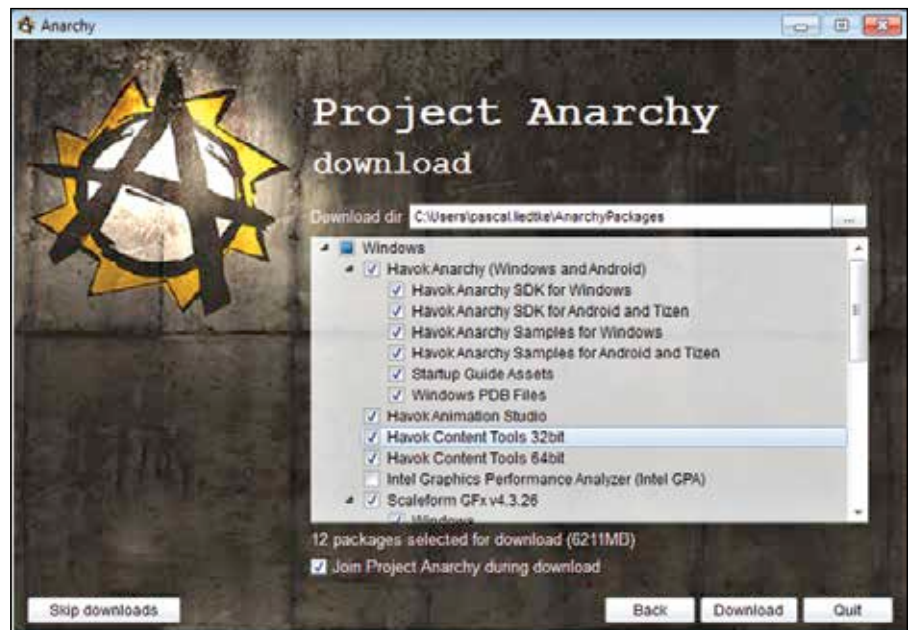 Anarchy
Project Anarchy
download
Download dir C:\Users\pascal.liedtke\AnarchyPackages ...
Windows
Havok Anarchy (Windows and Android)
Havok Anarchy SDK for Windows
Havok Anarchy SDK for Android and Tizen
Havok Anarchy Samples for Windows
Havok Anarchy Samples for Android and Tizen
Startup Guide Assets
Windows PDB Files
Havok Animation Studio
Havok Content Tools 32bit
Havok Content Tools 64bit
Intel Graphics Performance Analyzer (Intel GPA)
Scaleform GFx v4.3.26
Windows
12 packages selected for download (6211MB)
Join Project Anarchy during download
Skip downloads Back Download Quit